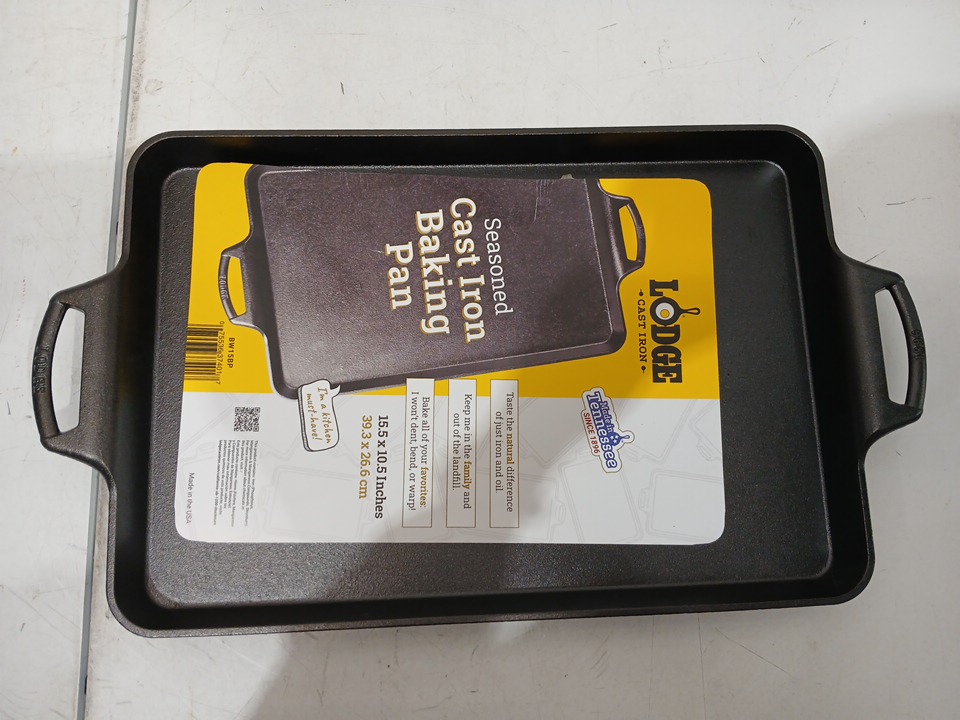 LODGE
CAST IRON
Seasoned
Cast Iron
Baking
Pan
Made in
Tennessee
SINCE 1896
Taste the natural difference
of just iron and oil.
Keep me in the family and
out of the landfill.
Bake all of your favorites:
I won't dent, bend, or warp!
15.5 x 10.5 Inches
39.3 x 26.6 cm
I'm a kitchen
must-have!
BW15BP
Made in the USA
LODGE